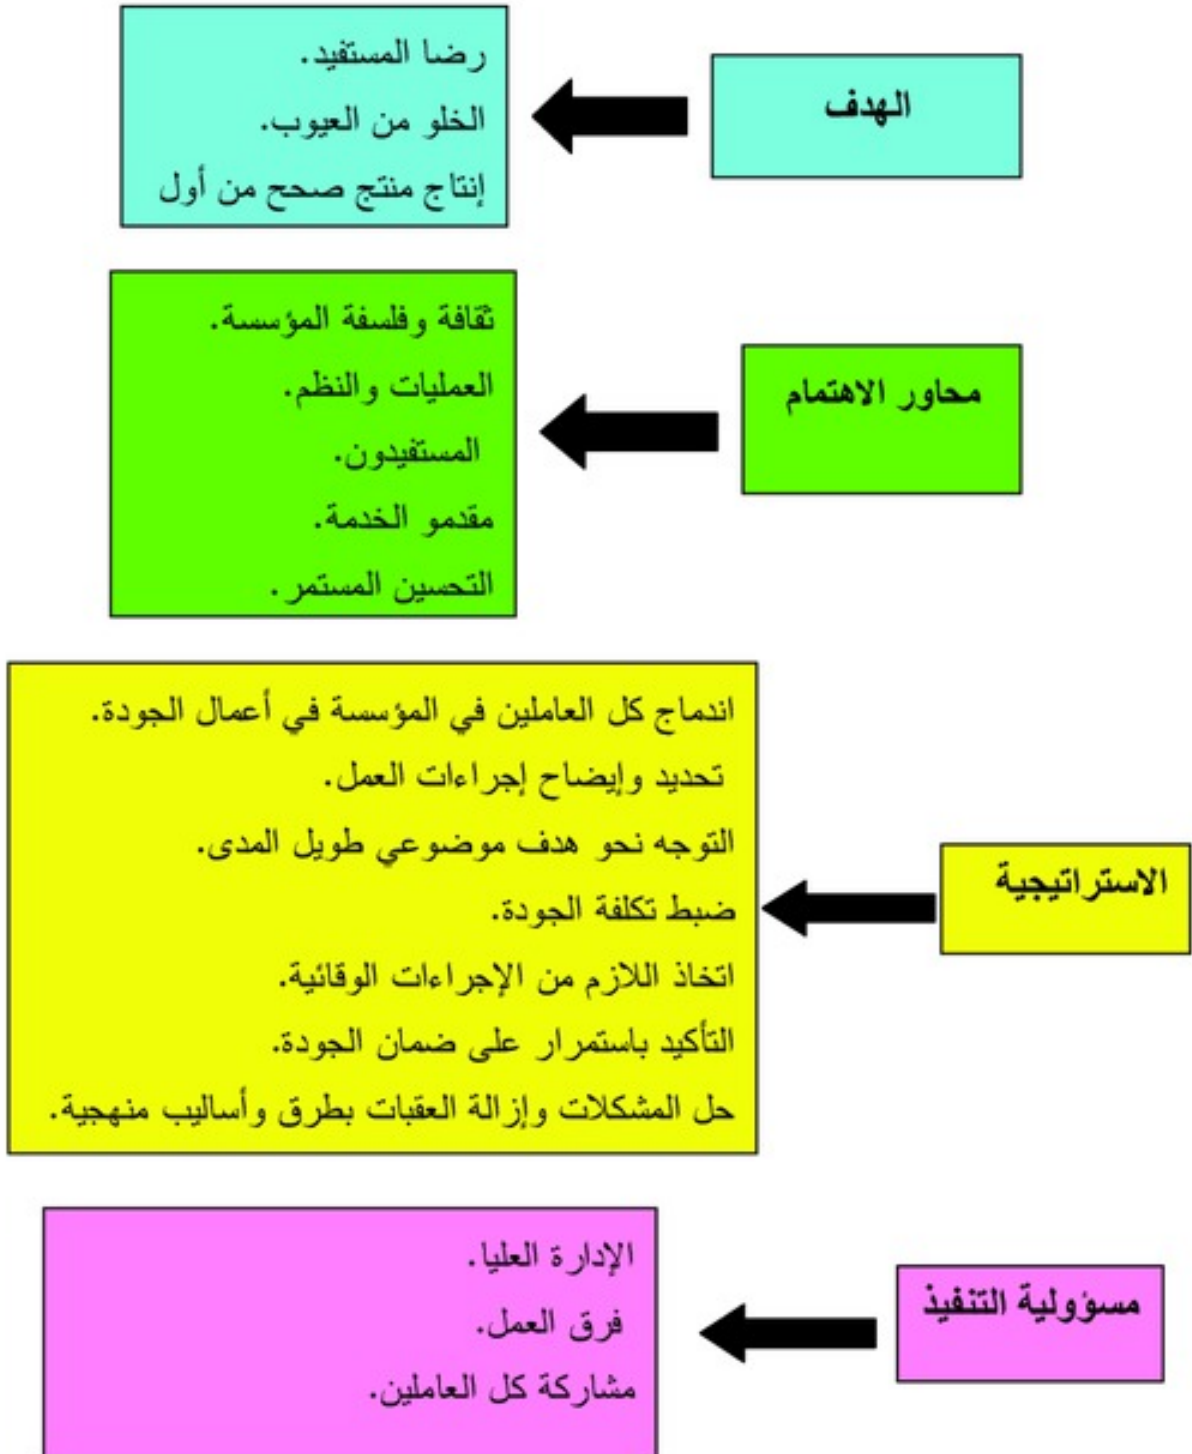 الهدف
رضا المستفيد.
الخلو من العيوب.
إنتاج منتج صحح من أول
محاور الاهتمام
ثقافة وفلسفة المؤسسة.
العمليات والنظم.
المستفيدون.
مقدمو الخدمة.
التحسين المستمر.
الاستراتيجية
اندماج كل العاملين في المؤسسة في أعمال الجودة.
تحديد وإيضاح إجراءات العمل.
التوجه نحو هدف موضوعي طويل المدى.
ضبط تكلفة الجودة.
اتخاذ اللازم من الإجراءات الوقائية.
التأكيد باستمرار على ضمان الجودة.
حل المشكلات وإزالة العقبات بطرق وأساليب منهجية.
مسؤولية التنفيذ
الإدارة العليا.
فرق العمل.
مشاركة كل العاملين.